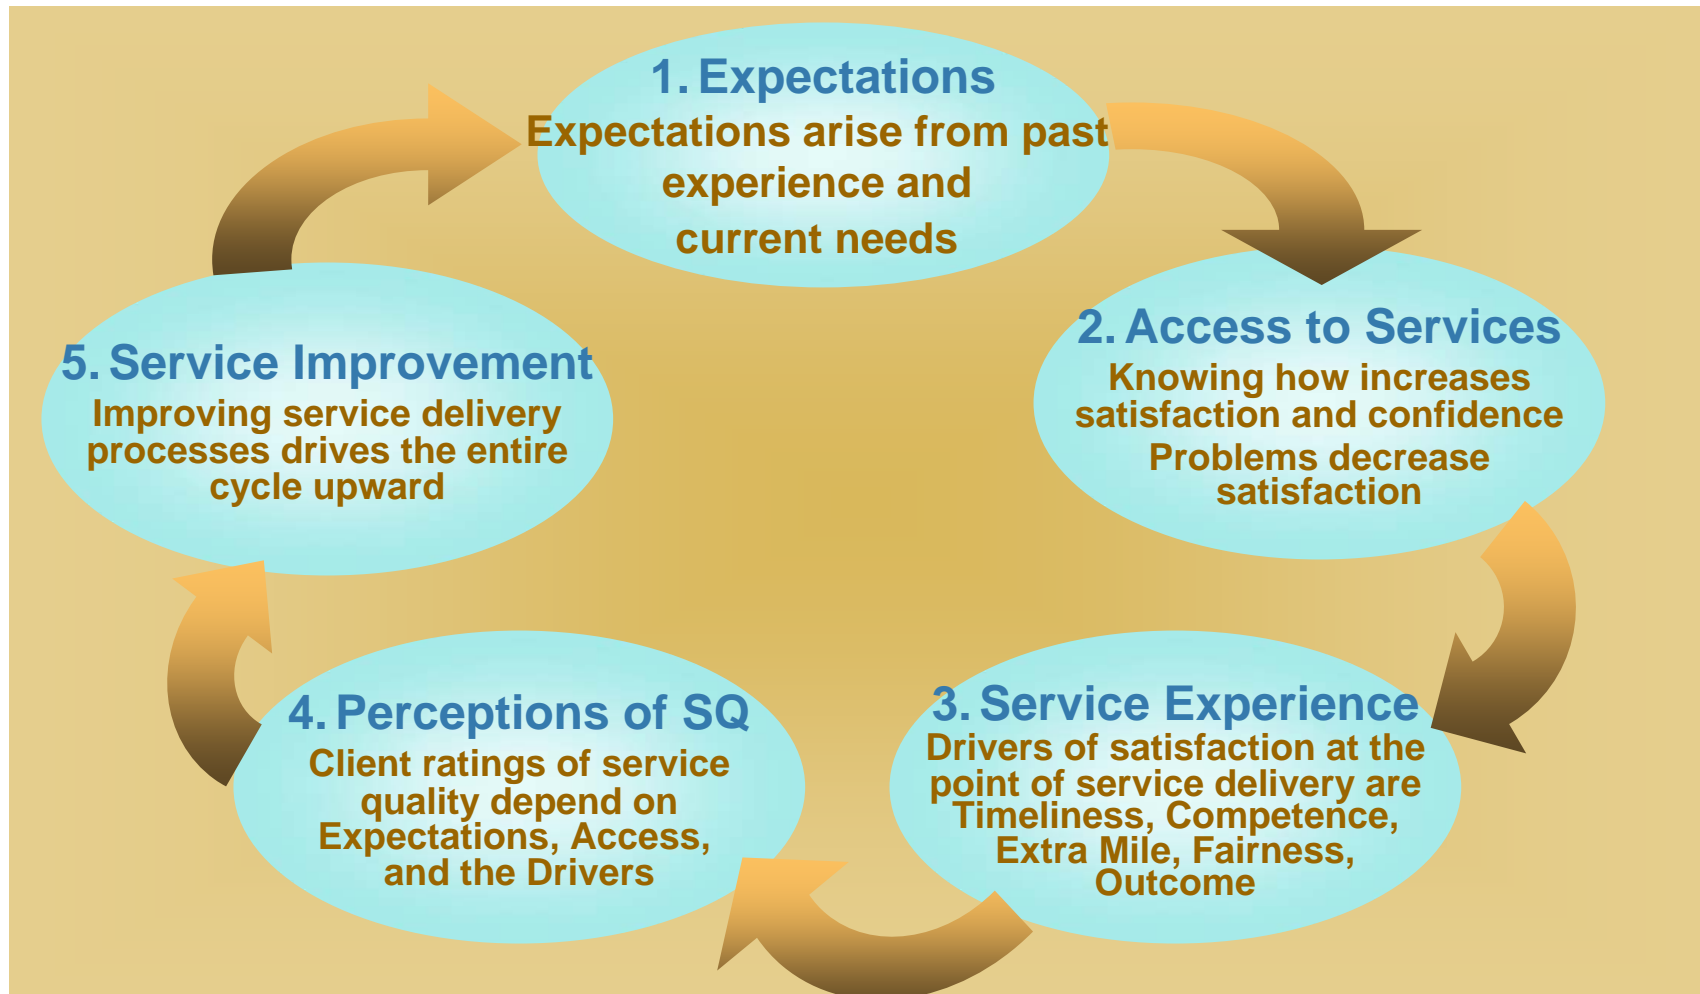 1. Expectations
Expectations arise from past
experience and
current needs
2. Access to Services
Knowing how increases
satisfaction and confidence
Problems decrease
satisfaction
3. Service Experience
Drivers of satisfaction at the
point of service delivery are
Timeliness, Competence,
Extra Mile, Fairness,
Outcome
4. Perceptions of SQ
Client ratings of service
quality depend on
Expectations, Access,
and the Drivers
5. Service Improvement
Improving service delivery
processes drives the entire
cycle upward